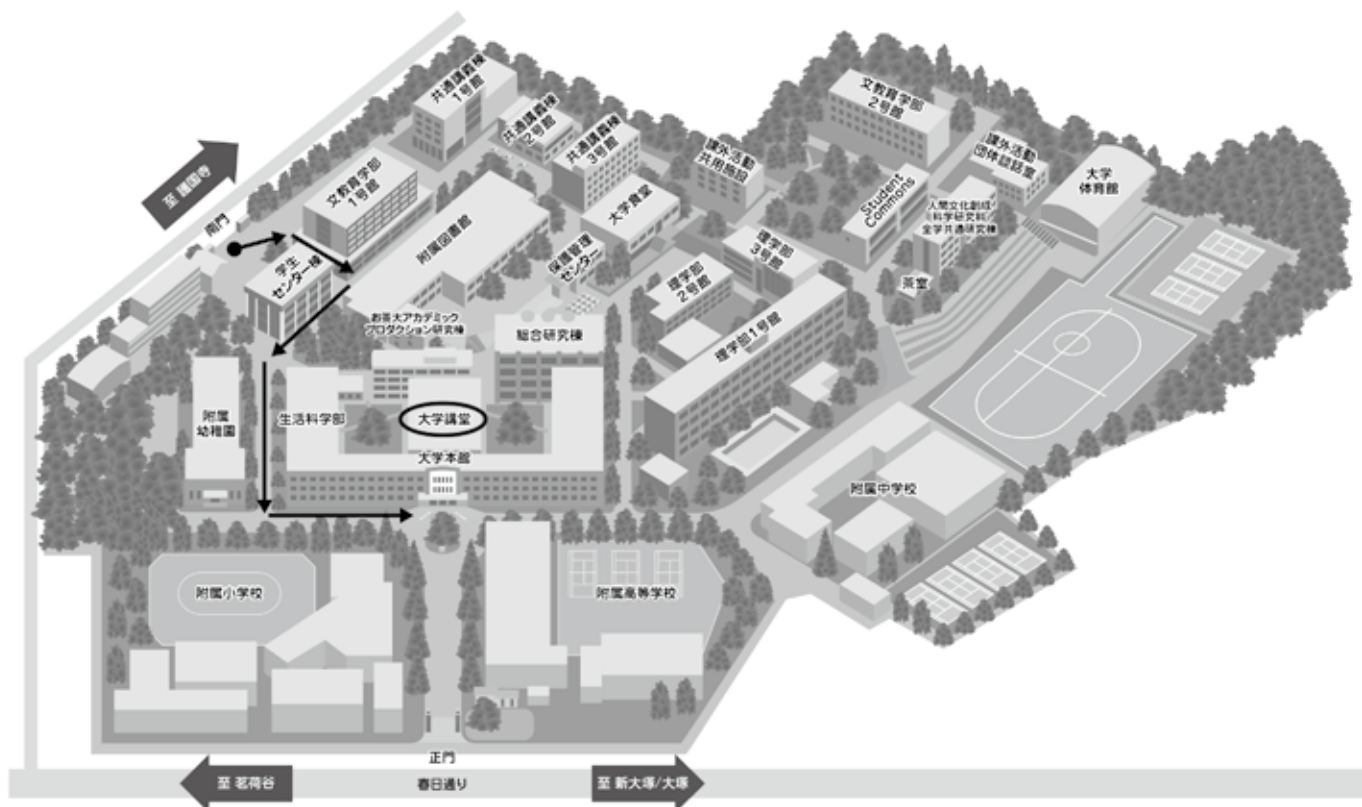 共通講義棟
1号館
共通講義棟
2号館
共通講義棟
3号館
文教育学部
2号館
課外活動
共用施設
課外活動
団体談話室
大学
体育館
至 護国寺
文教育学部
1号館
附属図書館
大学食堂
Student
Commons
人間文化創成
科学研究科/
全学共通研究棟
南門
学生
センター棟
保健管理
センター
理学部
3号館
理学部
2号館
茶室
お茶大アカデミック
プロダクション研究棟
総合研究棟
理学部1号館
附属
幼稚園
生活科学部
大学講堂
大学本館
附属中学校
附属小学校
附属高等学校
正門
至 茗荷谷
春日通り
至 新大塚/大塚